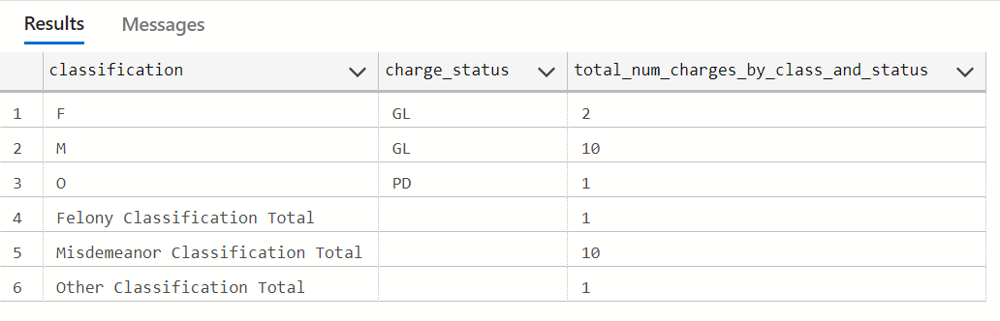 Results Messages
classification charge_status total_num_charges_by_class_and_status
1 F GL 2
2 M GL 10
3 O PD 1
4 Felony Classification Total 1
5 Misdemeanor Classification Total 10
6 Other Classification Total 1